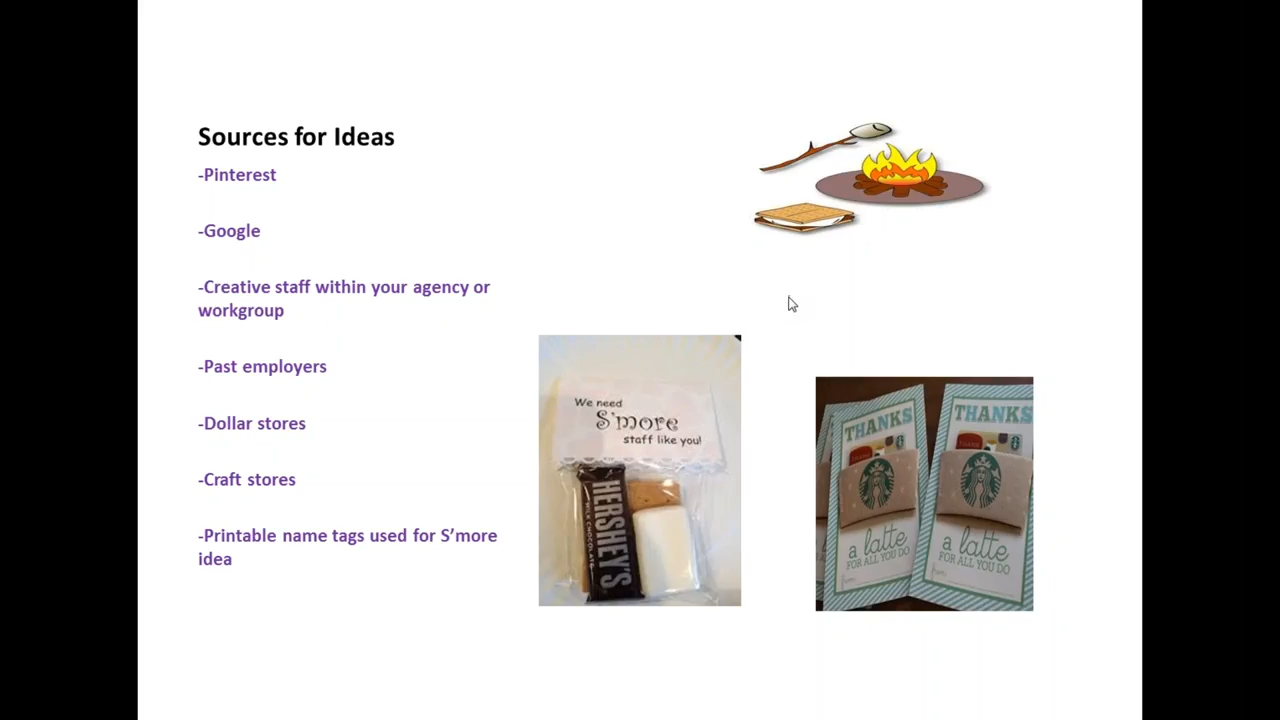 Sources for Ideas
-Pinterest
-Google
-Creative staff within your agency or
workgroup
-Past employers
-Dollar stores
-Craft stores
-Printable name tags used for S’more
idea
We need
S'more
staff like you!
HERSHEY'S
MILK CHOCOLATE
THANKS
a latte
FOR ALL YOU DO
THANKS
a latte
FOR ALL YOU DO